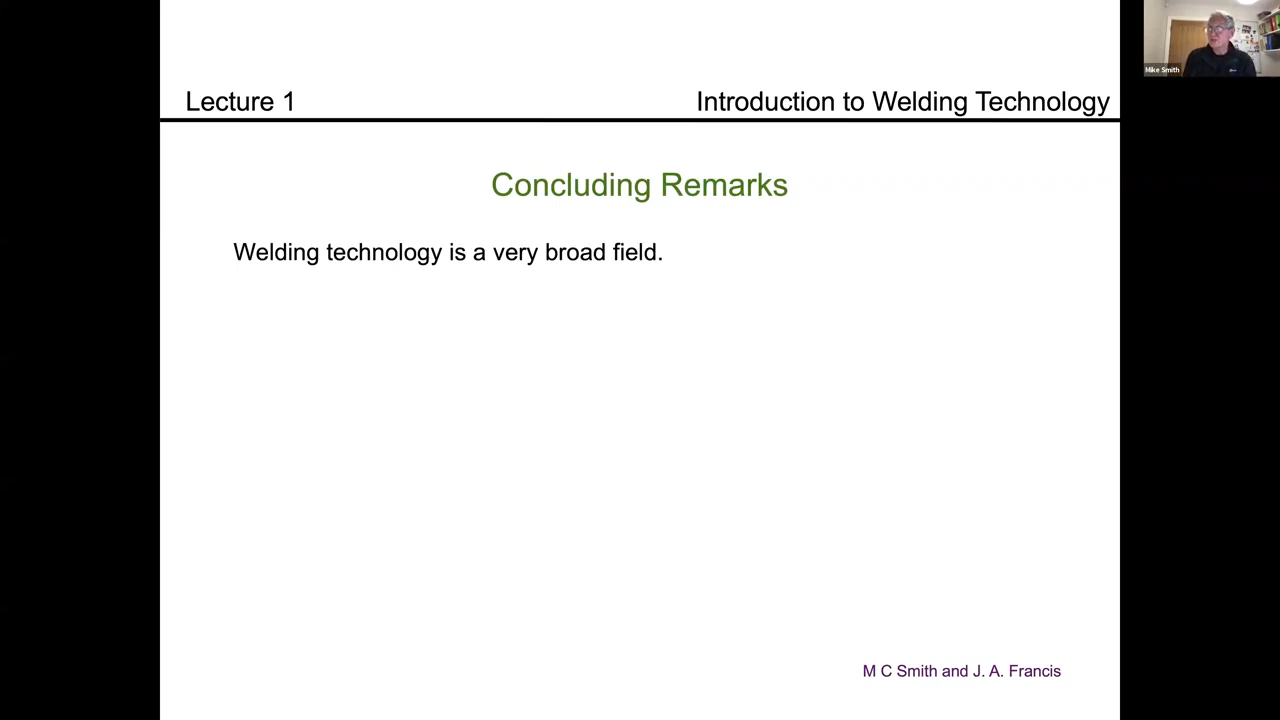 Mike Smith
Lecture 1
Introduction to Welding Technology
Concluding Remarks
Welding technology is a very broad field.
M C Smith and J. A. Francis